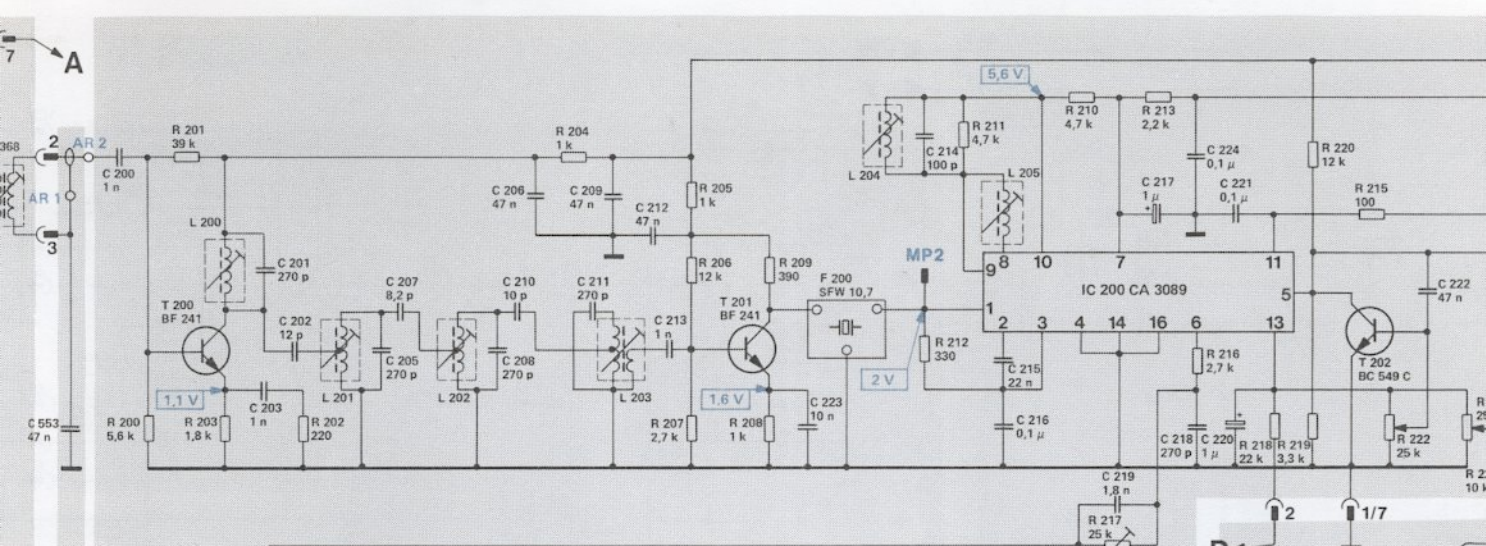 7
A
368
2
AR 2
AR 1
3
C 553
47 n
C 200
1 n
R 201
39 k
L 200
C 201
270 p
T 200
BF 241
C 202
12 p
1,1 V
C 203
1 n
R 200
5,6 k
R 203
1,8 k
R 202
220
L 201
C 207
8,2 p
C 205
270 p
L 202
C 210
10 p
C 208
270 p
R 204
1 k
C 206
47 n
C 209
47 n
C 212
47 n
C 211
270 p
L 203
C 213
1 n
R 205
1 k
R 206
12 k
R 207
2,7 k
T 201
BF 241
R 209
390
1,6 V
R 208
1 k
C 223
10 n
F 200
SFW 10,7
MP2
2 V
R 212
330
L 204
C 214
100 p
R 211
4,7 k
L 205
5,6 V
R 210
4,7 k
R 213
2,2 k
C 224
0,1 µ
C 217
1 µ
+
C 221
0,1 µ
R 220
12 k
R 215
100
9
8
10
7
11
1
IC 200 CA 3089
5
2
3
4
14
16
6
13
C 215
22 n
C 216
0,1 µ
R 216
2,7 k
C 218
270 p
C 220
1 µ
+
R 218
22 k
R 219
3,3 k
C 222
47 n
T 202
BC 549 C
R 222
25 k
R
10 k
C 219
1,8 n
R 217
25 k
2
1/7